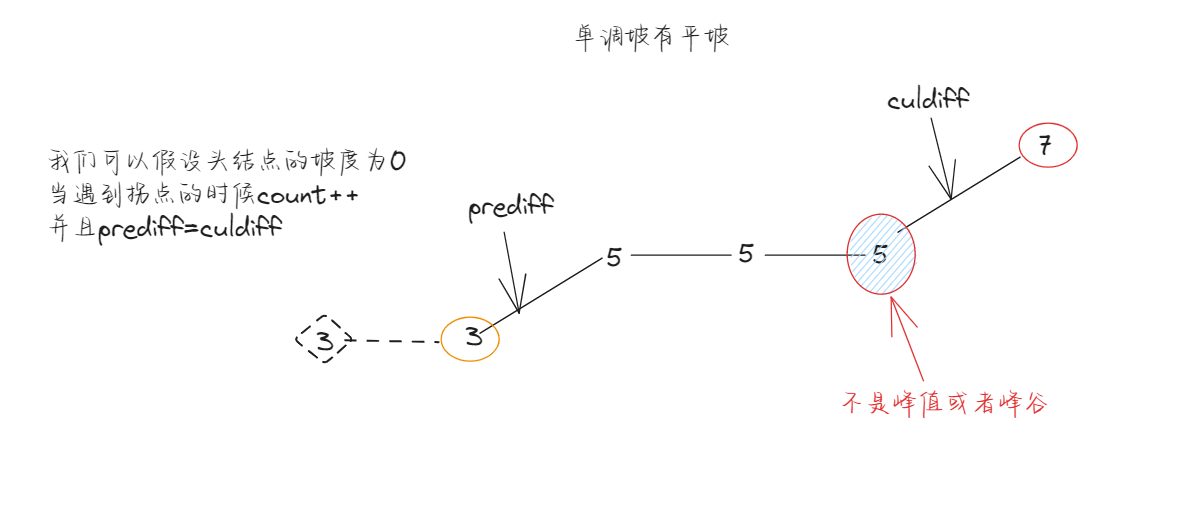 单调坡有平坡
culdiff
7
我们可以假设头结点的坡度为0
当遇到拐点的时候count++
并且prediff=culdiff
prediff
5
5
5
3
3
不是峰值或者峰谷